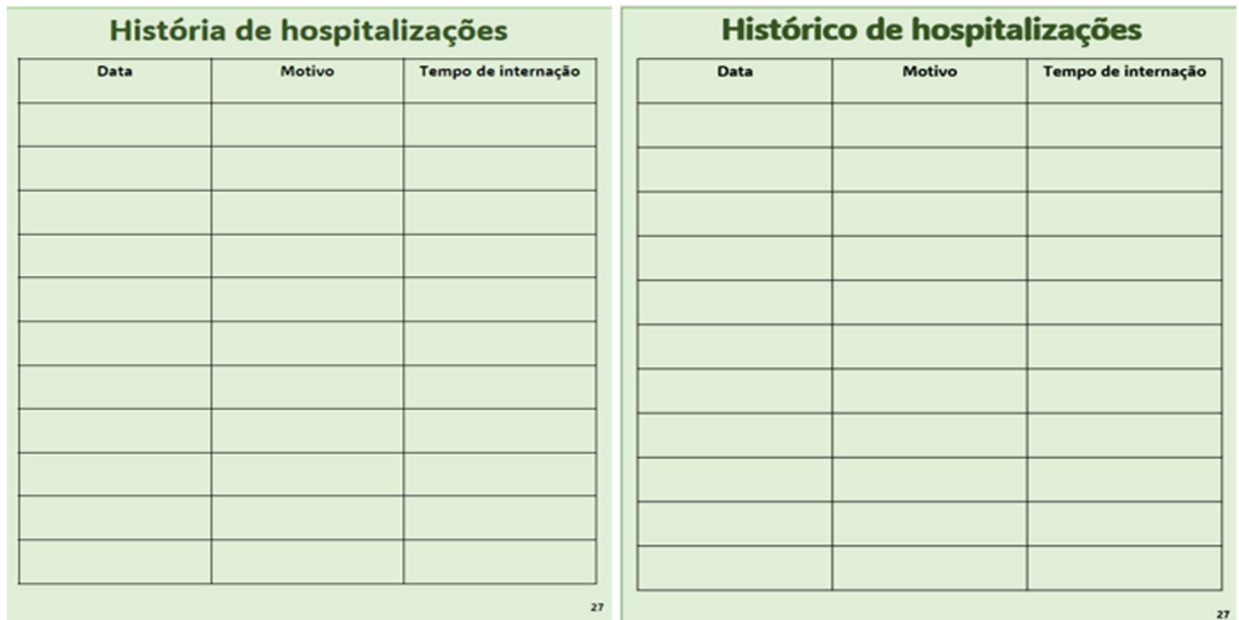 História de hospitalizações
Data Motivo Tempo de internação
27
Histórico de hospitalizações
Data Motivo Tempo de internação
27